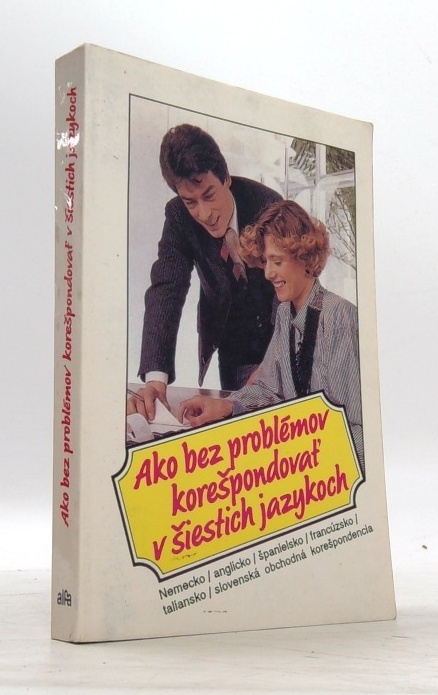 Ako bez problémov korešpondovať v šiestich jazykoch
alfa
Ako bez problémov
korešpondovať
v šiestich jazykoch
Nemecko / anglicko / španielsko / francúzsko /
taliansko / slovenská obchodná korešpondencia